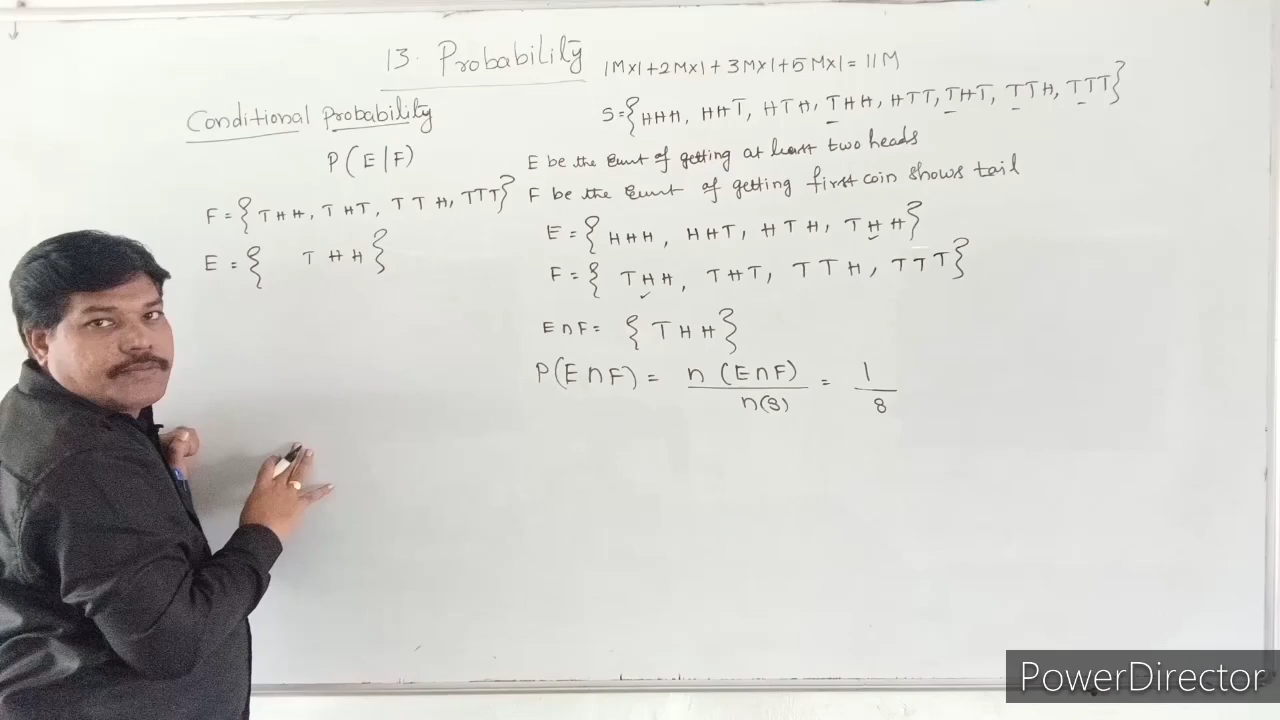 13. Probability
1M×1+2M×1+3M×1+5M×1=11M
Conditional Probability
S={HHH, HHT, HTH, THH, HTT, THT, TTH, TTT}
P(E|F)
E be the Event of getting at least two heads
F be the Event of getting first coin shows tail
F={THH, THT, TTH, TTT}
E={ THH}
E={HHH, HHT, HTH, THH}
F={THH, THT, TTH, TTT}
E∩F= {THH}
P(E∩F) = n(E∩F)/n(S) = 1/8
PowerDirector